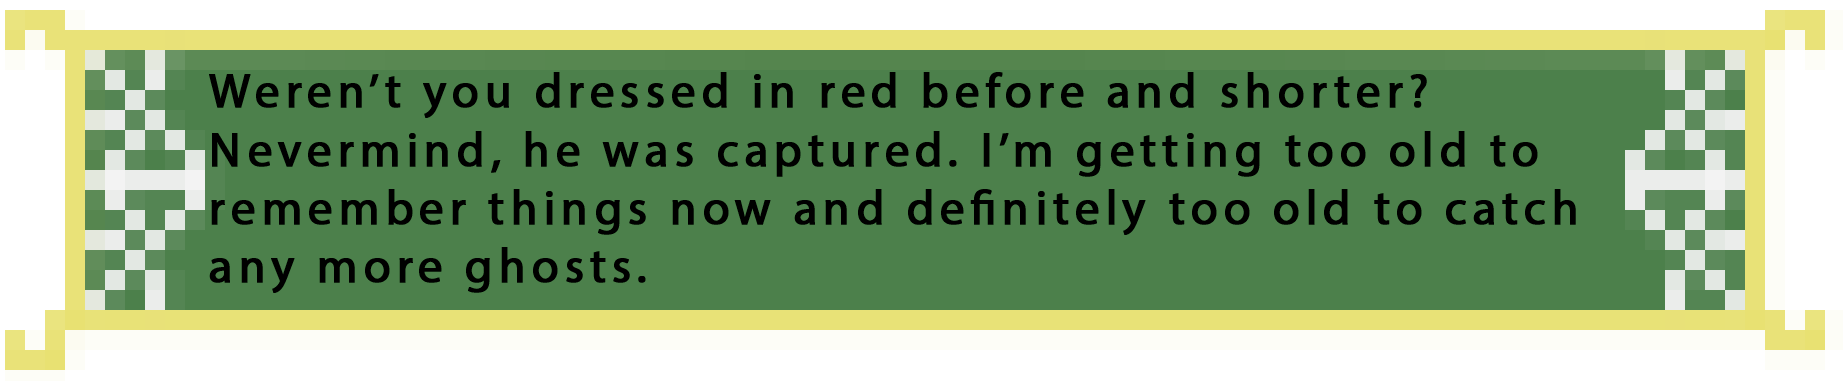 Weren’t you dressed in red before and shorter?
Nevermind, he was captured. I’m getting too old to
remember things now and definitely too old to catch
any more ghosts.